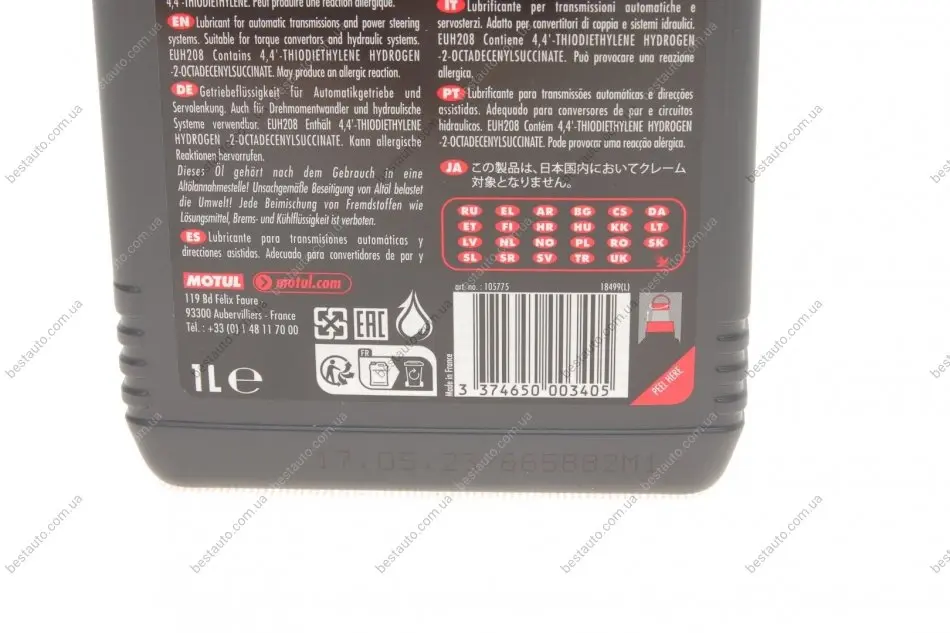 4,4'-THIODIETHYLENE. Peut produire une réaction allergique.
EN Lubricant for automatic transmissions and power steering
systems. Suitable for torque convertors and hydraulic systems.
EUH208 Contains 4,4'-THIODIETHYLENE HYDROGEN
-2-OCTADECENYLSUCCINATE. May produce an allergic reaction.
DE Getriebeflüssigkeit für Automatikgetriebe und
Servolenkung. Auch für Drehmomentwandler und hydraulische
Systeme verwendbar. EUH208 Enthält 4,4'-THIODIETHYLENE
HYDROGEN -2-OCTADECENYLSUCCINATE. Kann allergische
Reaktionen hervorrufen.
Dieses Öl gehört nach dem Gebrauch in eine
Altölannahmestelle! Unsachgemäße Beseitigung von Altöl belastet
die Umwelt! Jede Beimischung von Fremdstoffen wie
Lösungsmittel, Brems- und Kühlflüssigkeit ist verboten.
ES Lubricante para transmisiones automáticas y
direcciones asistidas. Adecuado para convertidores de par y
IT Lubrificante per transmissioni automatiche e
servosterzi. Adatto per convertitori di coppia e sistemi idraulici.
EUH208 Contiene 4,4'-THIODIETHYLENE HYDROGEN
-2-OCTADECENYLSUCCINATE. Può provocare una reazione
allergica.
PT Lubrificante para transmissões automáticas e direcções
assistidas. Adequado para conversores de par e circuitos
hidraulicos. EUH208 Contém 4,4'-THIODIETHYLENE HYDROGEN
-2-OCTADECENYLSUCCINATE. Pode provocar uma reacção alérgica.
JA この製品は、日本国内においてクレーム
対象となりません。
RU EL AR BG CS DA
ET FI HR HU KK LT
LV NL NO PL RO SK
SL SR SV TR UK
MOTUL motul.com
119 Bd Félix Faure
93300 Aubervilliers - France
Tél. : +33 (0) 1 48 11 70 00
1L e
EAC
FR
art. no. : 105775 18499(L)
Made in France
3 374650 003405
PEEL HERE
17.05.23 665882M1
bestauto.com.ua